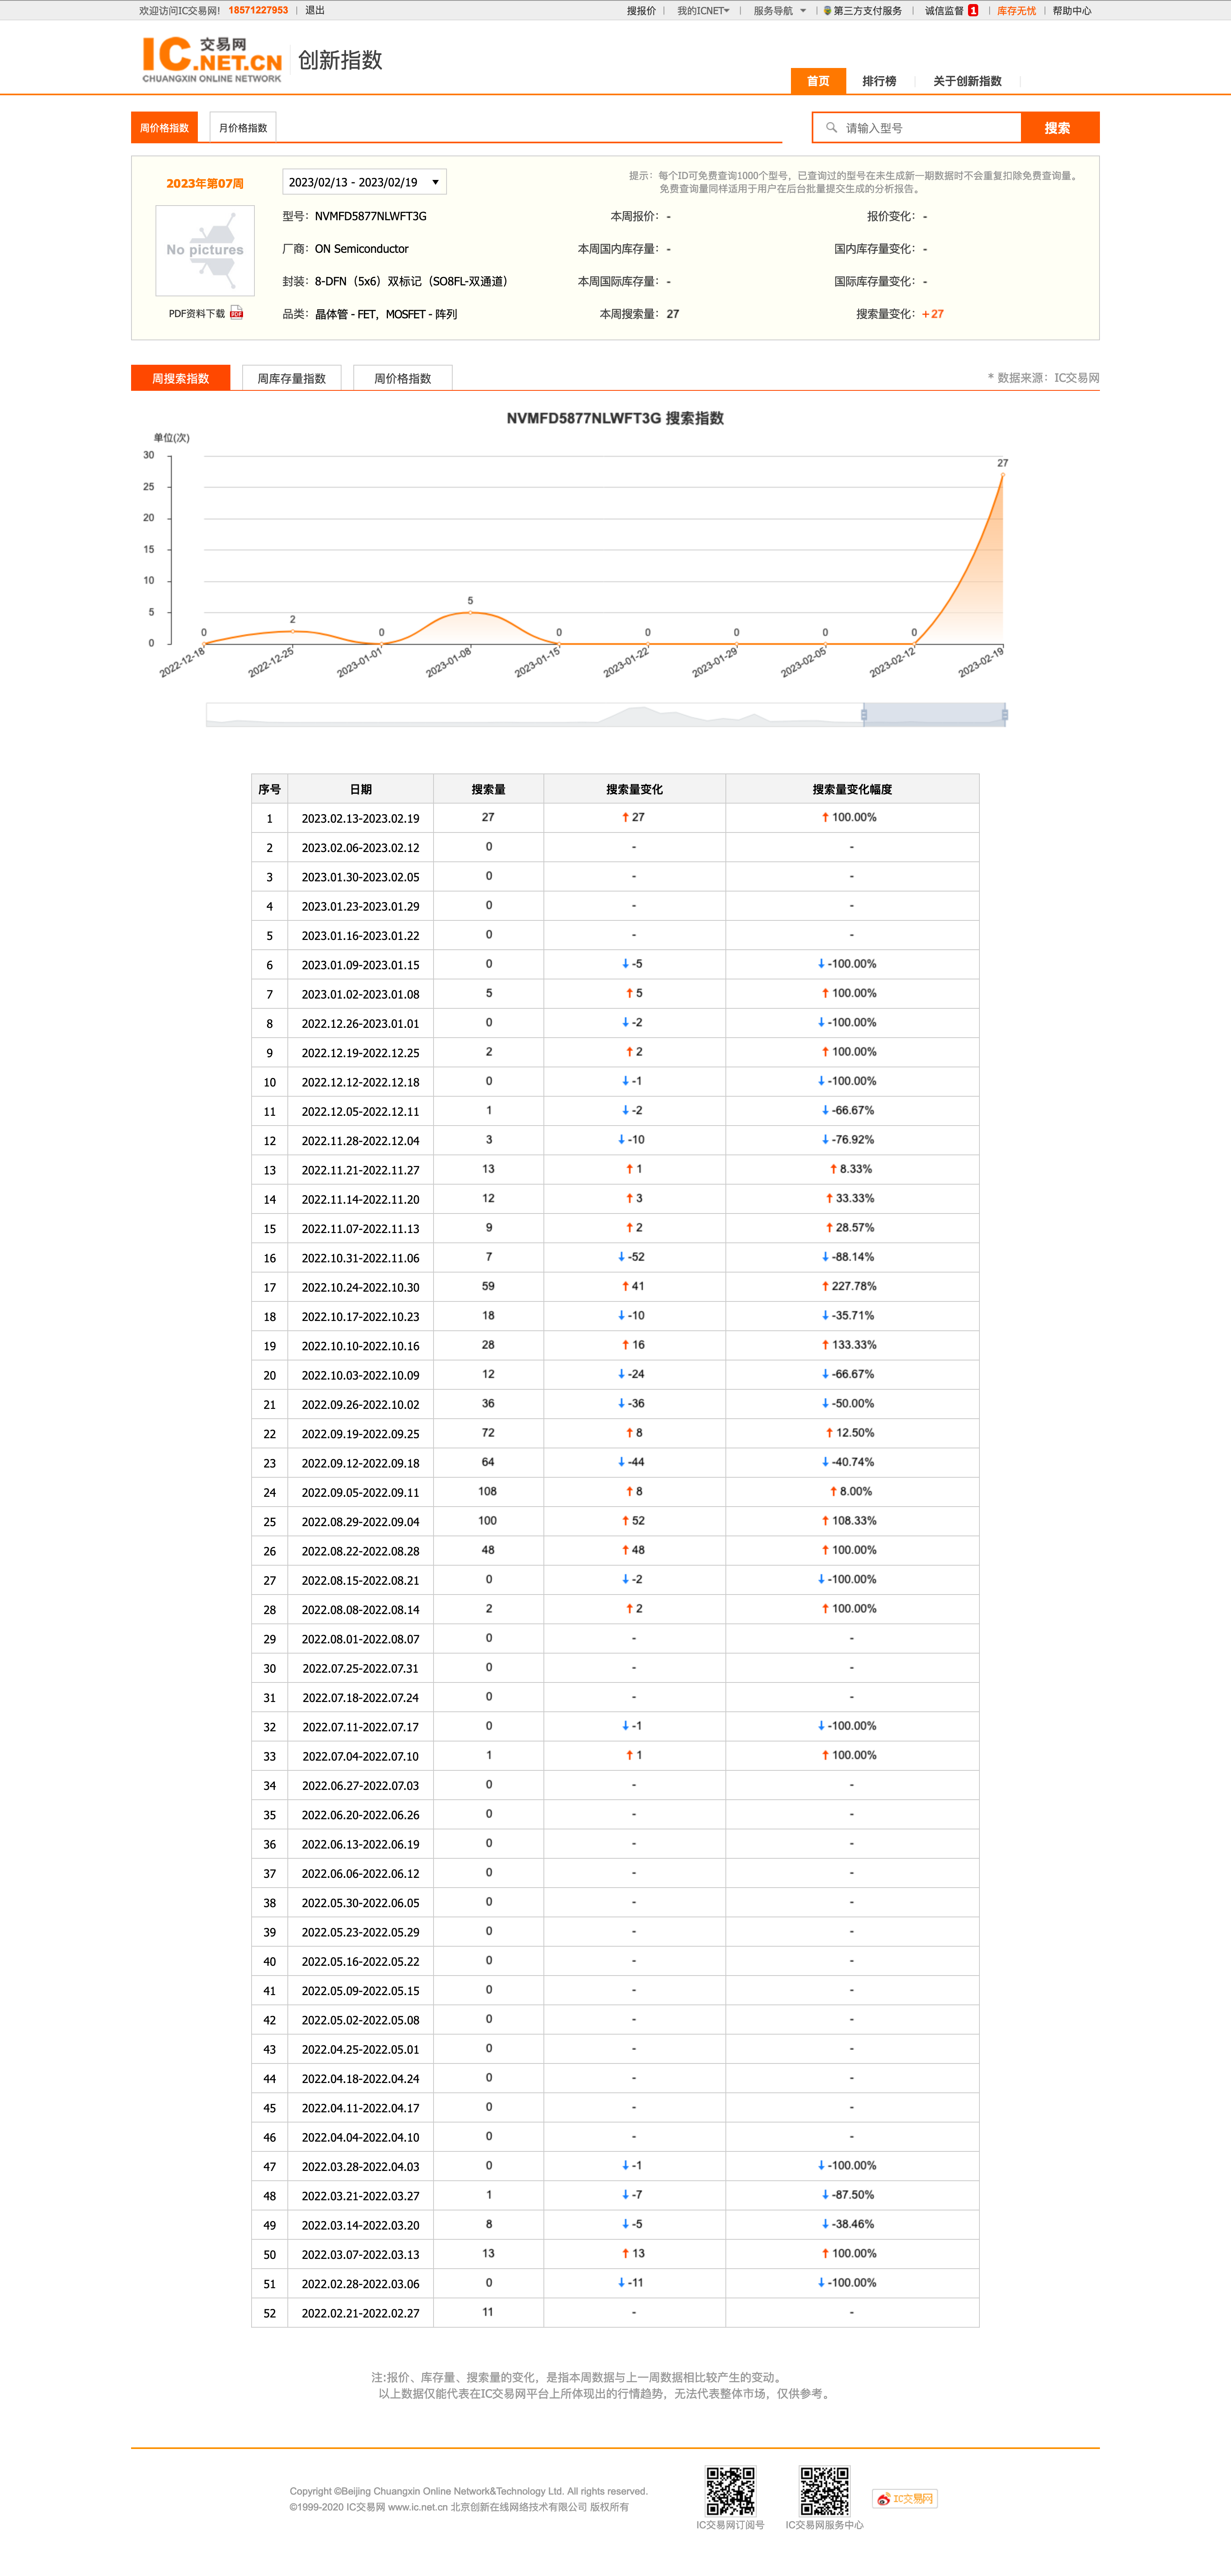 欢迎访问IC交易网! 18571227953 | 退出 搜报价 | 我的ICNET | 服务导航 | 第三方支付服务 | 诚信监督 1 | 库存无忧 | 帮助中心
IC 交易网
.NET.CN
CHUANGXIN ONLINE NETWORK
创新指数
首页 排行榜 关于创新指数
周价格指数 月价格指数 请输入型号 搜索
2023年第07周 2023/02/13 - 2023/02/19
提示：每个ID可免费查询1000个型号，已查询过的型号在未生成新一期数据时不会重复扣除免费查询量。
免费查询量同样适用于用户在后台批量提交生成的分析报告。
No pictures
PDF资料下载 PDF
型号：NVMFD5877NLWFT3G 本周报价：- 报价变化：-
厂商：ON Semiconductor 本周国内库存量：- 国内库存量变化：-
封装：8-DFN（5x6）双标记（SO8FL-双通道） 本周国际库存量：- 国际库存量变化：-
品类：晶体管 - FET，MOSFET - 阵列 本周搜索量：27 搜索量变化：+27
周搜索指数 周库存量指数 周价格指数 * 数据来源：IC交易网
NVMFD5877NLWFT3G 搜索指数
单位(次)
30
25
20
15
10
5
0
0 2 0 5 0 0 0 0 0 27
2022-12-18 2022-12-25 2023-01-01 2023-01-08 2023-01-15 2023-01-22 2023-01-29 2023-02-05 2023-02-12 2023-02-19
序号 日期 搜索量 搜索量变化 搜索量变化幅度
1 2023.02.13-2023.02.19 27 ↑ 27 ↑ 100.00%
2 2023.02.06-2023.02.12 0 - -
3 2023.01.30-2023.02.05 0 - -
4 2023.01.23-2023.01.29 0 - -
5 2023.01.16-2023.01.22 0 - -
6 2023.01.09-2023.01.15 0 ↓ -5 ↓ -100.00%
7 2023.01.02-2023.01.08 5 ↑ 5 ↑ 100.00%
8 2022.12.26-2023.01.01 0 ↓ -2 ↓ -100.00%
9 2022.12.19-2022.12.25 2 ↑ 2 ↑ 100.00%
10 2022.12.12-2022.12.18 0 ↓ -1 ↓ -100.00%
11 2022.12.05-2022.12.11 1 ↓ -2 ↓ -66.67%
12 2022.11.28-2022.12.04 3 ↓ -10 ↓ -76.92%
13 2022.11.21-2022.11.27 13 ↑ 1 ↑ 8.33%
14 2022.11.14-2022.11.20 12 ↑ 3 ↑ 33.33%
15 2022.11.07-2022.11.13 9 ↑ 2 ↑ 28.57%
16 2022.10.31-2022.11.06 7 ↓ -52 ↓ -88.14%
17 2022.10.24-2022.10.30 59 ↑ 41 ↑ 227.78%
18 2022.10.17-2022.10.23 18 ↓ -10 ↓ -35.71%
19 2022.10.10-2022.10.16 28 ↑ 16 ↑ 133.33%
20 2022.10.03-2022.10.09 12 ↓ -24 ↓ -66.67%
21 2022.09.26-2022.10.02 36 ↓ -36 ↓ -50.00%
22 2022.09.19-2022.09.25 72 ↑ 8 ↑ 12.50%
23 2022.09.12-2022.09.18 64 ↓ -44 ↓ -40.74%
24 2022.09.05-2022.09.11 108 ↑ 8 ↑ 8.00%
25 2022.08.29-2022.09.04 100 ↑ 52 ↑ 108.33%
26 2022.08.22-2022.08.28 48 ↑ 48 ↑ 100.00%
27 2022.08.15-2022.08.21 0 ↓ -2 ↓ -100.00%
28 2022.08.08-2022.08.14 2 ↑ 2 ↑ 100.00%
29 2022.08.01-2022.08.07 0 - -
30 2022.07.25-2022.07.31 0 - -
31 2022.07.18-2022.07.24 0 - -
32 2022.07.11-2022.07.17 0 ↓ -1 ↓ -100.00%
33 2022.07.04-2022.07.10 1 ↑ 1 ↑ 100.00%
34 2022.06.27-2022.07.03 0 - -
35 2022.06.20-2022.06.26 0 - -
36 2022.06.13-2022.06.19 0 - -
37 2022.06.06-2022.06.12 0 - -
38 2022.05.30-2022.06.05 0 - -
39 2022.05.23-2022.05.29 0 - -
40 2022.05.16-2022.05.22 0 - -
41 2022.05.09-2022.05.15 0 - -
42 2022.05.02-2022.05.08 0 - -
43 2022.04.25-2022.05.01 0 - -
44 2022.04.18-2022.04.24 0 - -
45 2022.04.11-2022.04.17 0 - -
46 2022.04.04-2022.04.10 0 - -
47 2022.03.28-2022.04.03 0 ↓ -1 ↓ -100.00%
48 2022.03.21-2022.03.27 1 ↓ -7 ↓ -87.50%
49 2022.03.14-2022.03.20 8 ↓ -5 ↓ -38.46%
50 2022.03.07-2022.03.13 13 ↑ 13 ↑ 100.00%
51 2022.02.28-2022.03.06 0 ↓ -11 ↓ -100.00%
52 2022.02.21-2022.02.27 11 - -
注:报价、库存量、搜索量的变化，是指本周数据与上一周数据相比较产生的变动。
以上数据仅能代表在IC交易网平台上所体现出的行情趋势，无法代表整体市场，仅供参考。
Copyright ©Beijing Chuangxin Online Network&Technology Ltd. All rights reserved.
©1999-2020 IC交易网 www.ic.net.cn 北京创新在线网络技术有限公司 版权所有
IC交易网订阅号 IC交易网服务中心 IC交易网